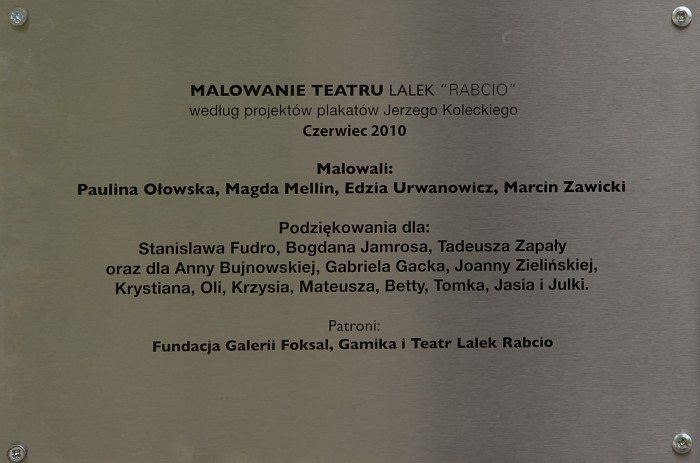 MALOWANIE TEATRU LALEK "RABCIO"
według projektów plakatów Jerzego Koleckiego
Czerwiec 2010
Malowali:
Paulina Ołowska, Magda Mellin, Edzia Urwanowicz, Marcin Zawicki
Podziękowania dla:
Stanislawa Fudro, Bogdana Jamrosa, Tadeusza Zapały
oraz dla Anny Bujnowskiej, Gabriela Gacka, Joanny Zielińskiej,
Krystiana, Oli, Krzysia, Mateusza, Betty, Tomka, Jasia i Julki.
Patroni:
Fundacja Galerii Foksal, Gamika i Teatr Lalek Rabcio